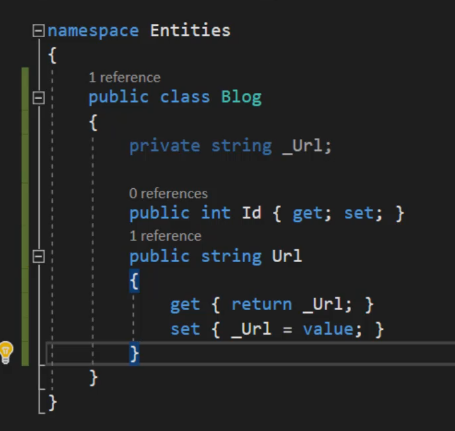 namespace Entities
{
1 reference
public class Blog
{
private string _Url;
0 references
public int Id { get; set; }
1 reference
public string Url
{
get { return _Url; }
set { _Url = value; }
}
}
}